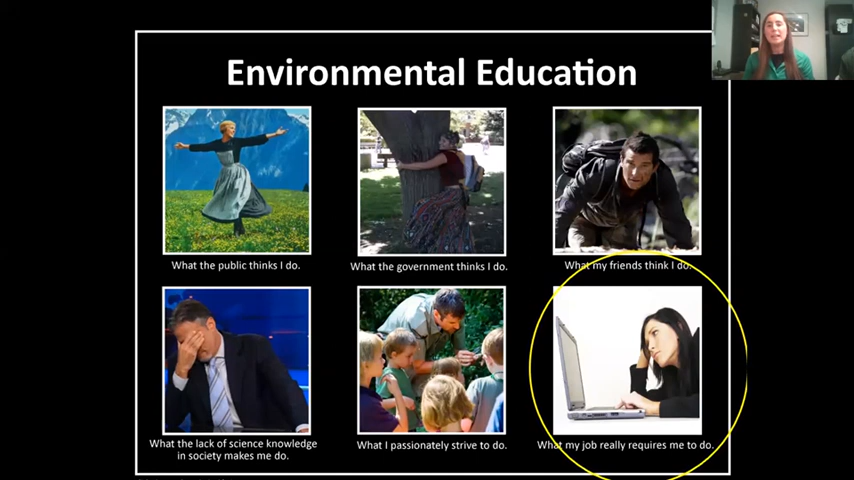 Environmental Education
What the public thinks I do.
What the government thinks I do.
What my friends think I do.
What the lack of science knowledge
in society makes me do.
What I passionately strive to do.
What my job really requires me to do.